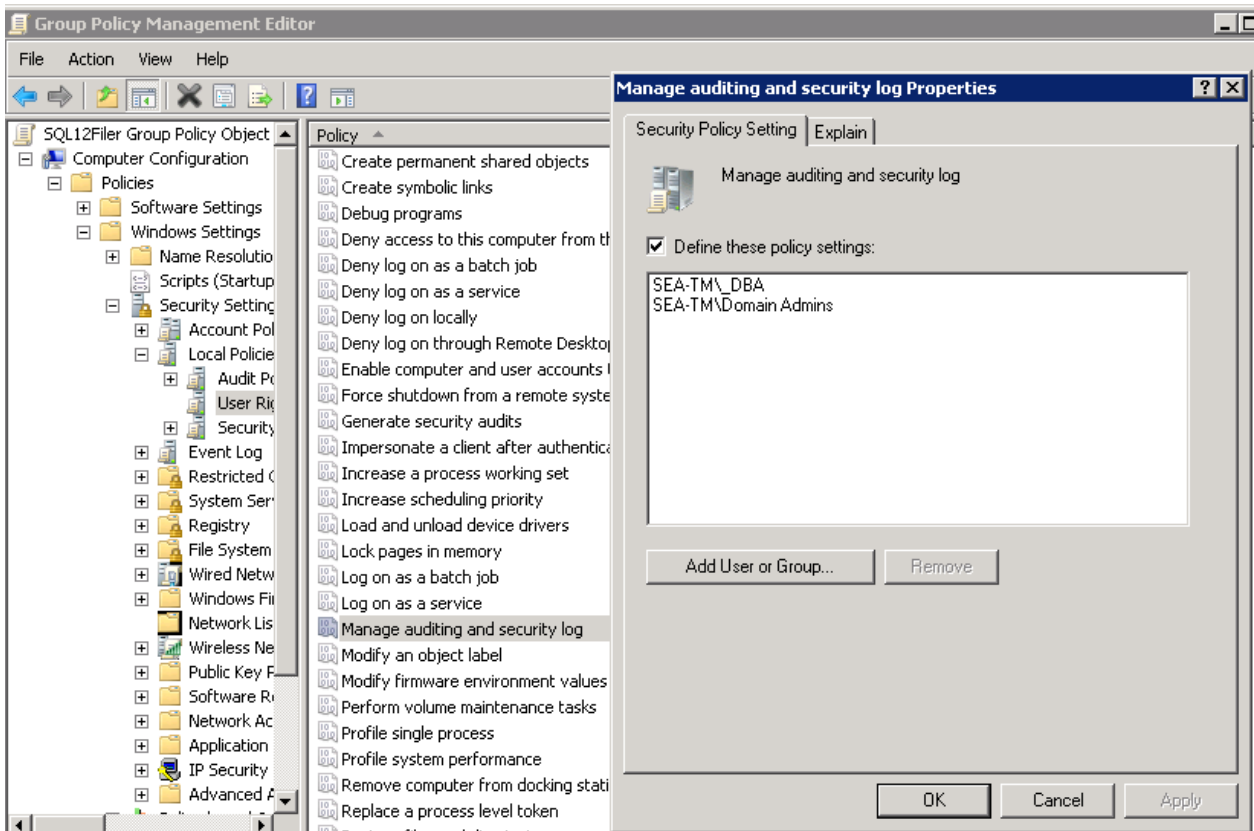 Group Policy Management Editor
File Action View Help
SQL12Filer Group Policy Object
Computer Configuration
Policies
Software Settings
Windows Settings
Name Resolutio
Scripts (Startup
Security Setting
Account Pol
Local Policie
Audit Po
User Rig
Security
Event Log
Restricted G
System Ser
Registry
File System
Wired Netw
Windows Fir
Network Lis
Wireless Ne
Public Key P
Software Re
Network Ac
Application
IP Security
Advanced A
Policy
Create permanent shared objects
Create symbolic links
Debug programs
Deny access to this computer from th
Deny log on as a batch job
Deny log on as a service
Deny log on locally
Deny log on through Remote Desktop
Enable computer and user accounts
Force shutdown from a remote syste
Generate security audits
Impersonate a client after authentica
Increase a process working set
Increase scheduling priority
Load and unload device drivers
Lock pages in memory
Log on as a batch job
Log on as a service
Manage auditing and security log
Modify an object label
Modify firmware environment values
Perform volume maintenance tasks
Profile single process
Profile system performance
Remove computer from docking stati
Replace a process level token
Manage auditing and security log Properties
Security Policy Setting Explain
Manage auditing and security log
Define these policy settings:
SEA-TM\_DBA
SEA-TM\Domain Admins
Add User or Group... Remove
OK Cancel Apply